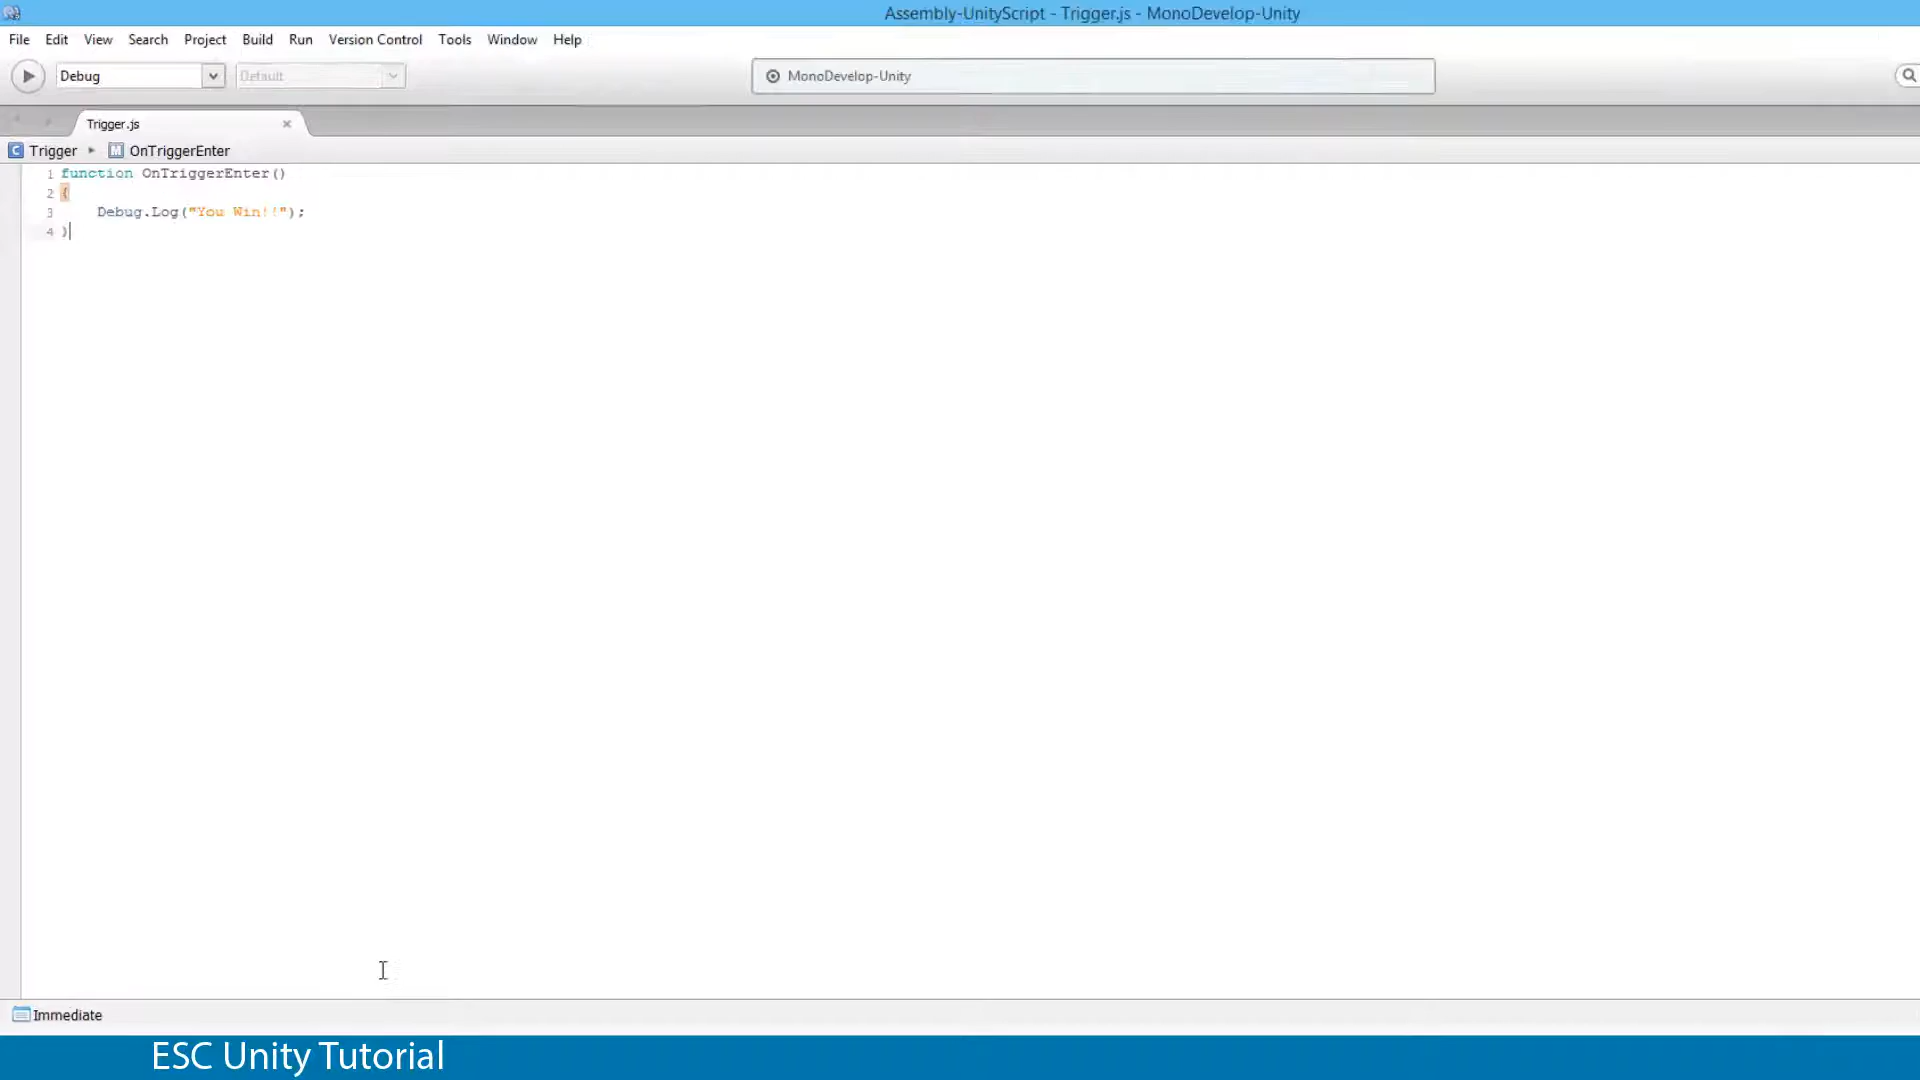 Assembly-UnityScript - Trigger.js - MonoDevelop-Unity
File Edit View Search Project Build Run Version Control Tools Window Help
Debug Default MonoDevelop-Unity
Trigger.js
Trigger OnTriggerEnter
1 function OnTriggerEnter()
2 {
3 Debug.Log("You Win!!");
4 }
Immediate
ESC Unity Tutorial